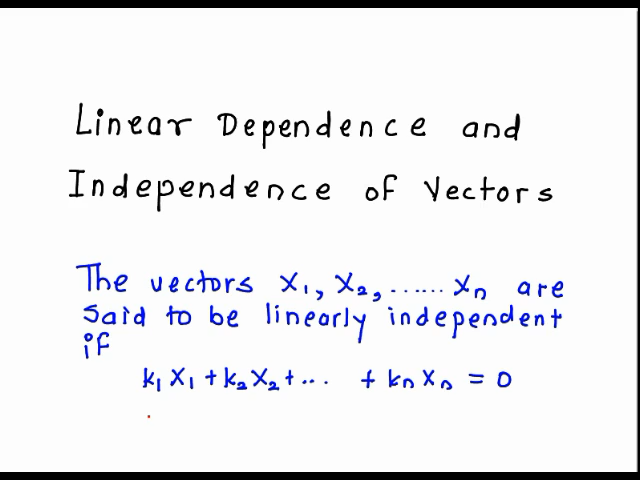 Linear Dependence and
Independence of Vectors
The vectors x₁, x₂, ...... xₙ are
said to be linearly independent
if
k₁x₁ + k₂x₂ + ... + kₙxₙ = 0